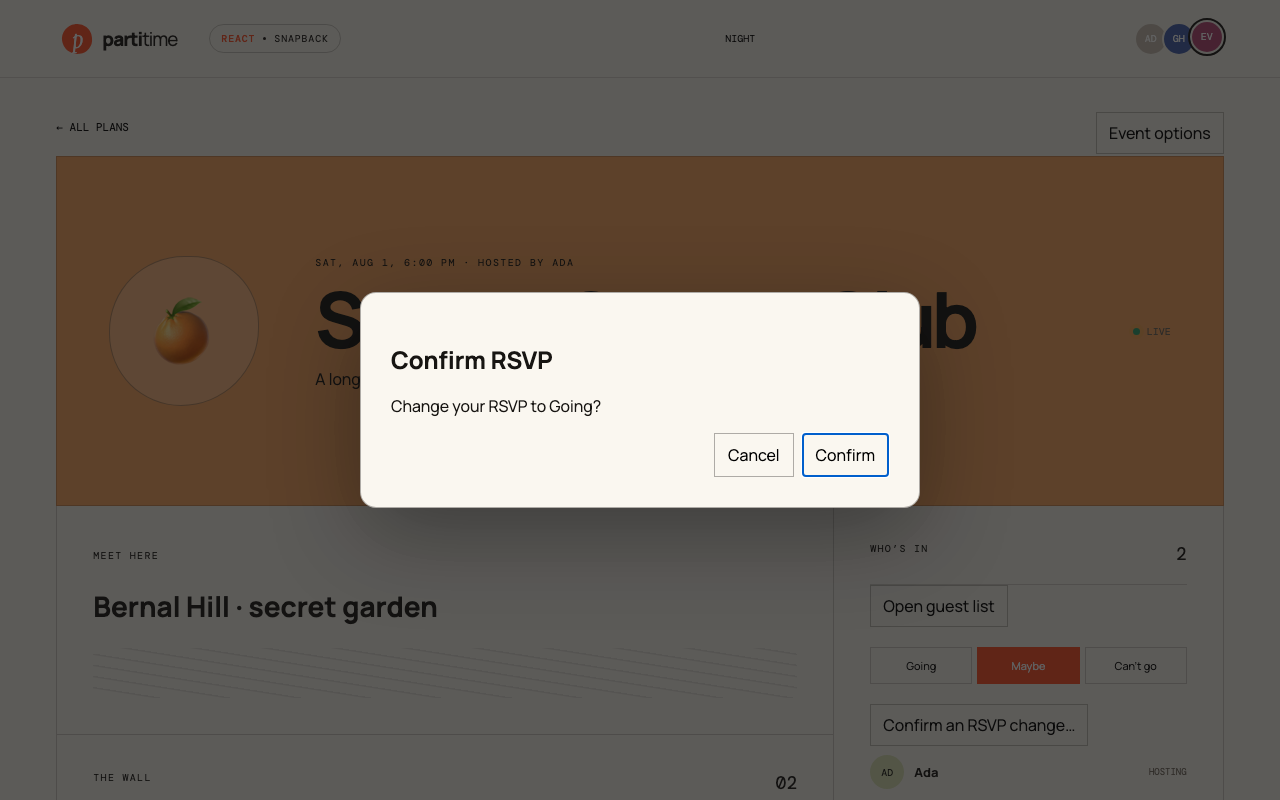 p partitime
REACT • SNAPBACK
NIGHT
AD
GH
EV
← ALL PLANS
Event options
SAT, AUG 1, 6:00 PM · HOSTED BY ADA
A long
LIVE
Confirm RSVP
Change your RSVP to Going?
Cancel
Confirm
MEET HERE
Bernal Hill · secret garden
WHO'S IN
2
Open guest list
Going
Maybe
Can't go
Confirm an RSVP change…
AD
Ada
HOSTING
THE WALL
02